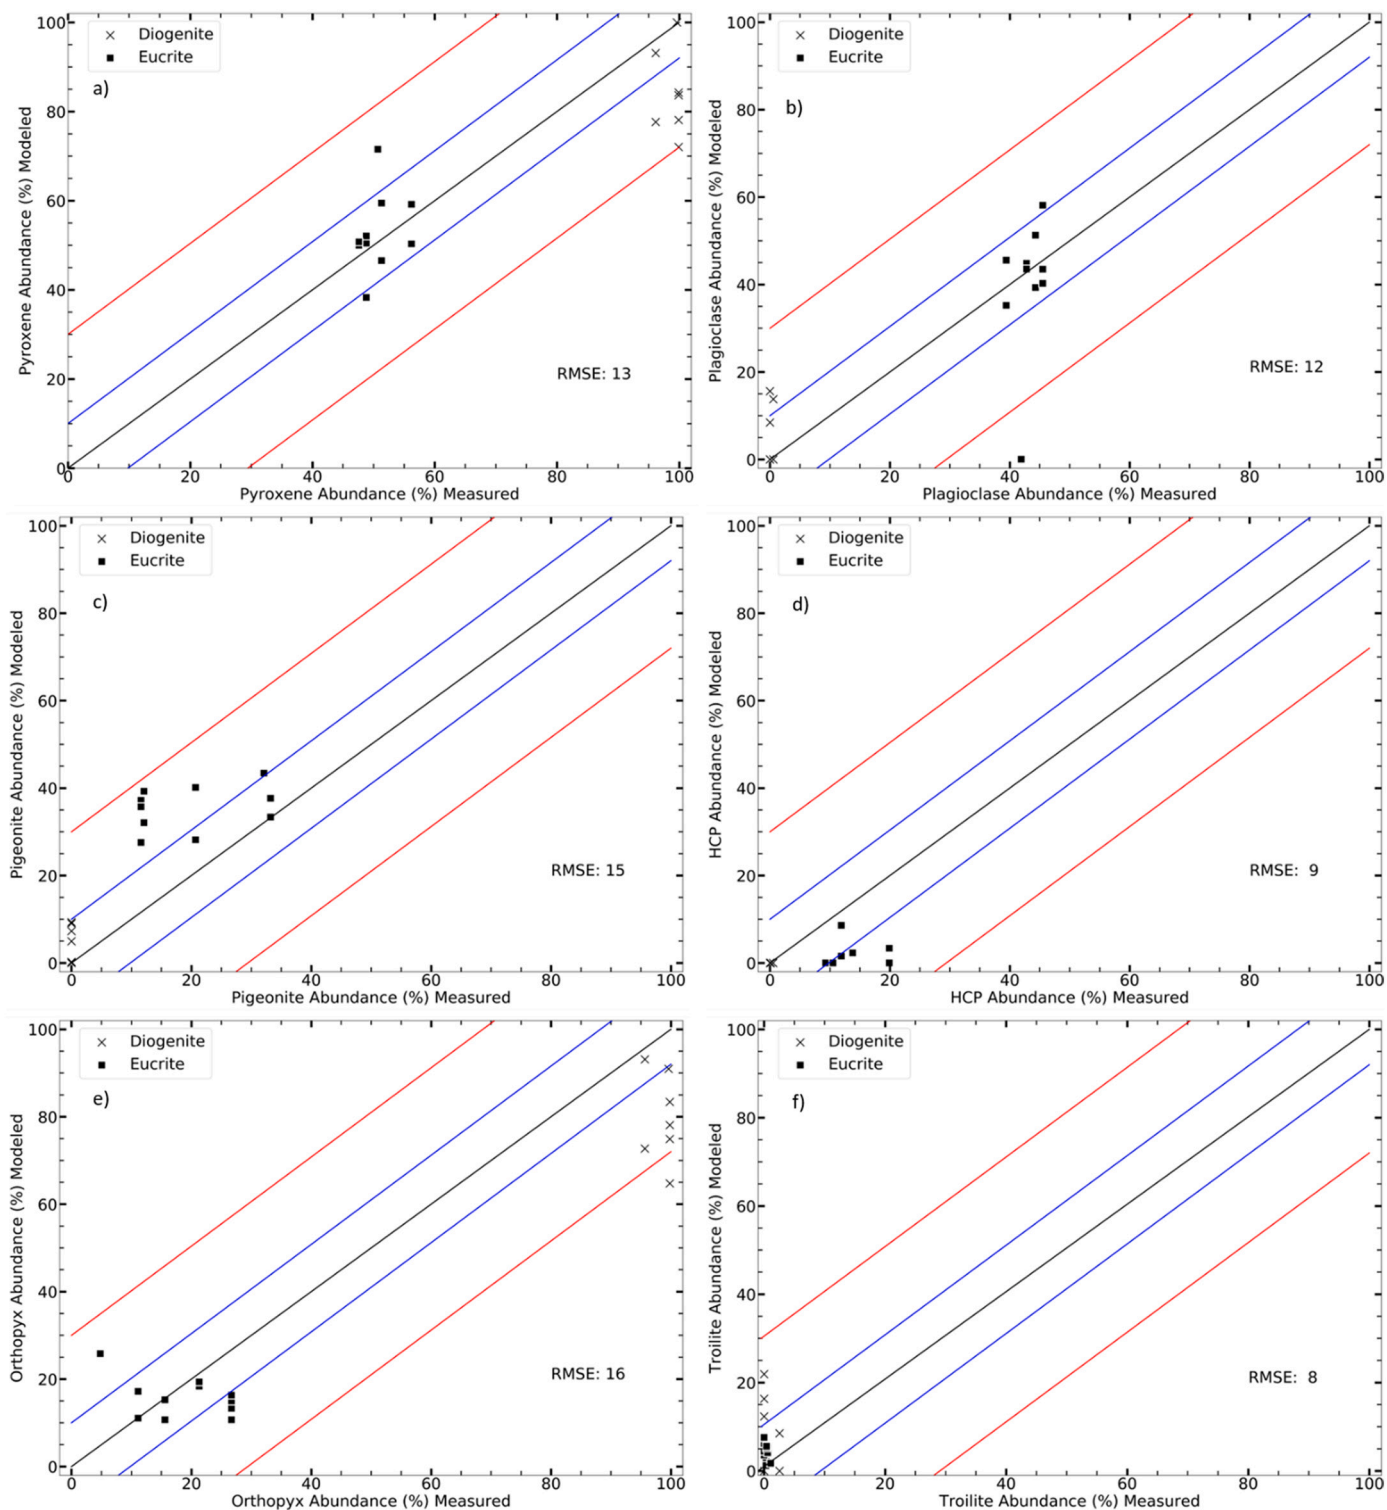 Diogenite
Eucrite
a)
Pyroxene Abundance (%) Modeled
100
80
60
40
20
0
RMSE: 13
0 20 40 60 80 100
Pyroxene Abundance (%) Measured
Diogenite
Eucrite
b)
Plagioclase Abundance (%) Modeled
100
80
60
40
20
0
RMSE: 12
0 20 40 60 80 100
Plagioclase Abundance (%) Measured
Diogenite
Eucrite
c)
Pigeonite Abundance (%) Modeled
100
80
60
40
20
0
RMSE: 15
0 20 40 60 80 100
Pigeonite Abundance (%) Measured
Diogenite
Eucrite
d)
HCP Abundance (%) Modeled
100
80
60
40
20
0
RMSE: 9
0 20 40 60 80 100
HCP Abundance (%) Measured
Diogenite
Eucrite
e)
Orthopyx Abundance (%) Modeled
100
80
60
40
20
0
RMSE: 16
0 20 40 60 80 100
Orthopyx Abundance (%) Measured
Diogenite
Eucrite
f)
Troilite Abundance (%) Modeled
100
80
60
40
20
0
RMSE: 8
0 20 40 60 80 100
Troilite Abundance (%) Measured